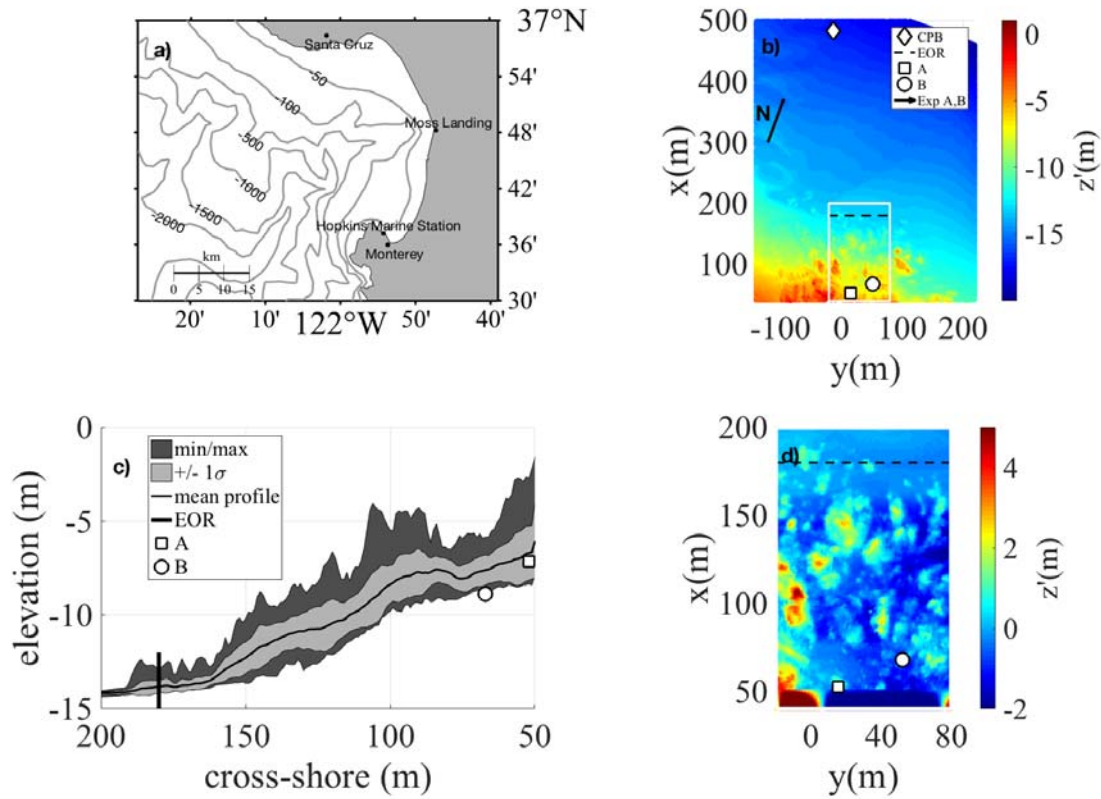 a)
Santa Cruz
-50
-100
-500
-1000
-1500
-2000
Moss Landing
Hopkins Marine Station
Monterey
km
0 5 10 15
37°N
54'
48'
42'
36'
30'
20' 10' 122°W 50' 40'
b)
CPB
EOR
A
B
Exp A,B
N
500
400
300
200
100
x(m)
-100 0 100 200
y(m)
0
-5
-10
-15
z'(m)
c)
min/max
+/- 1σ
mean profile
EOR
A
B
0
-5
-10
-15
elevation (m)
200 150 100 50
cross-shore (m)
d)
200
150
100
50
x(m)
0 40 80
y(m)
4
2
0
-2
z'(m)